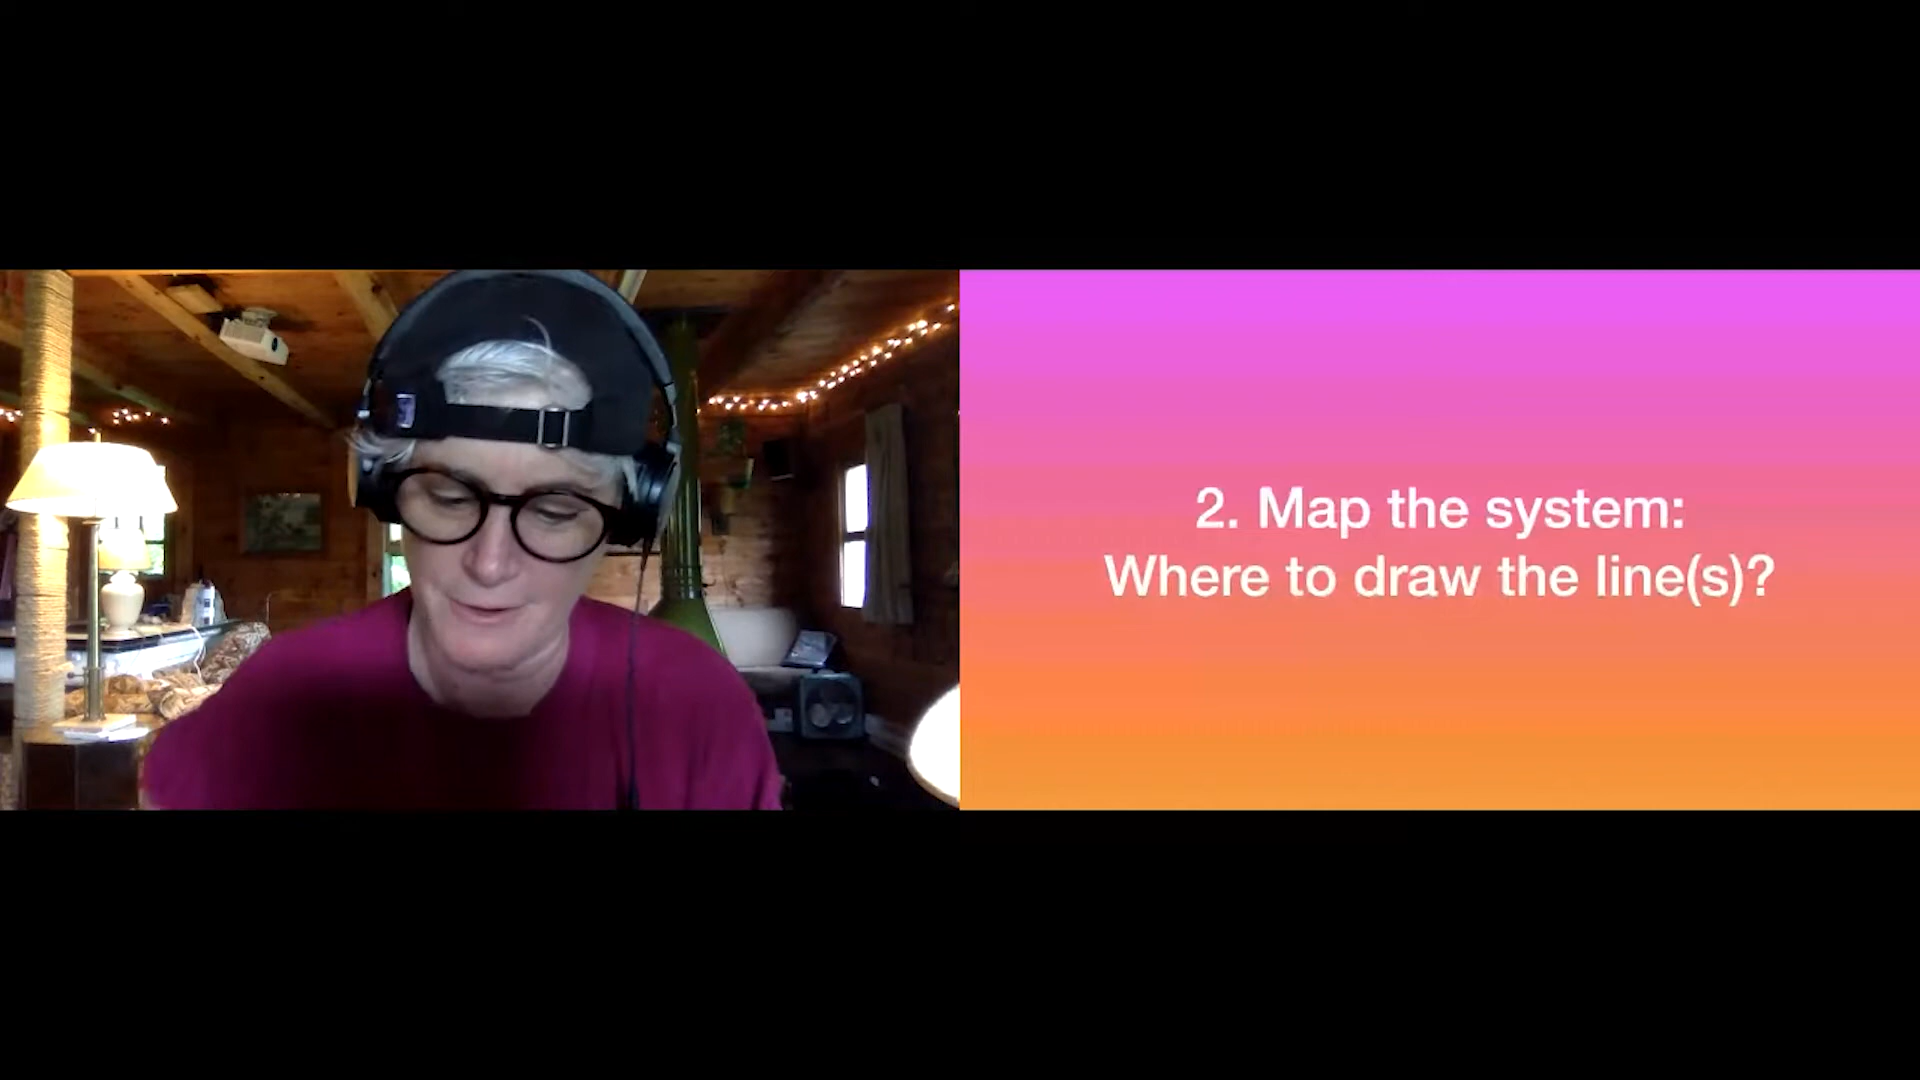 2. Map the system:
Where to draw the line(s)?